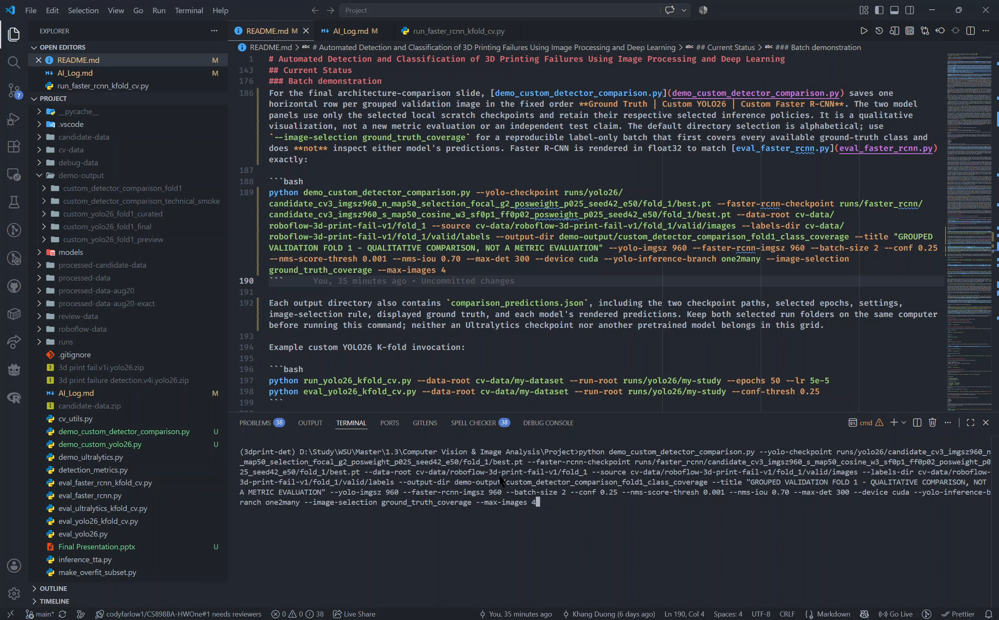 File Edit Selection View Go Run Terminal Help
Project
EXPLORER
OPEN EDITORS
README.md M
AI_Log.md M
run_faster_rcnn_kfold_cv.py
PROJECT
__pycache__
.vscode
candidate-data
cv-data
debug-data
demo-output
custom_detector_comparison_fold1
custom_detector_comparison_technical_smoke
custom_yolo26_fold1_curated
custom_yolo26_fold1_final
custom_yolo26_fold1_preview
models
processed-candidate-data
processed-data
processed-data-aug20
processed-data-aug20-exact
review-data
roboflow-data
runs
.gitignore
3d print fail.v1i.yolo26.zip
3d print failure detection.v4i.yolo26.zip
AI_Log.md M
candidate-data.zip
cv_utils.py
demo_custom_detector_comparison.py U
demo_custom_yolo26.py U
demo_ultralytics.py
detection_metrics.py
eval_faster_rcnn_kfold_cv.py
eval_faster_rcnn.py
eval_ultralytics_kfold_cv.py
eval_yolo26_kfold_cv.py
eval_yolo26.py
Final Presentation.pptx U
inference_tta.py
make_overfit_subset.py
OUTLINE
TIMELINE
7
README.md M
AI_Log.md M
run_faster_rcnn_kfold_cv.py
README.md > # Automated Detection and Classification of 3D Printing Failures Using Image Processing and Deep Learning > ## Current Status > ### Batch demonstration
1 # Automated Detection and Classification of 3D Printing Failures Using Image Processing and Deep Learning
143 ## Current Status
176 ### Batch demonstration
186 For the final architecture-comparison slide, [demo_custom_detector_comparison.py](demo_custom_detector_comparison.py) saves one
horizontal row per grouped validation image in the fixed order **Ground Truth | Custom YOLO26 | Custom Faster R-CNN**. The two model
panels use only the selected local scratch checkpoints and retain their respective selected inference policies. It is a qualitative
visualization, not a new metric evaluation or an independent test claim. The default directory selection is alphabetical; use
`--image-selection ground_truth_coverage` for a reproducible label-only batch that first covers every available ground-truth class and
does **not** inspect either model's predictions. Faster R-CNN is rendered in float32 to match [eval_faster_rcnn.py](eval_faster_rcnn.py)
exactly:
187
188 ```bash
189 python demo_custom_detector_comparison.py --yolo-checkpoint runs/yolo26/
candidate_cv3_imgsz960_n_map50_selection_focal_g2_posweight_p025_seed42_e50/fold_1/best.pt --faster-rcnn-checkpoint runs/faster_rcnn/
candidate_cv3_imgsz960_s_map50_cosine_w3_sf0p1_ff0p02_posweight_p025_seed42_e50/fold_1/best.pt --data-root cv-data/
roboflow-3d-print-fail-v1/fold_1 --source cv-data/roboflow-3d-print-fail-v1/fold_1/valid/images --labels-dir cv-data/
roboflow-3d-print-fail-v1/fold_1/valid/labels --output-dir demo-output/custom_detector_comparison_fold1_class_coverage --title "GROUPED
VALIDATION FOLD 1 - QUALITATIVE COMPARISON, NOT A METRIC EVALUATION" --yolo-imgsz 960 --faster-rcnn-imgsz 960 --batch-size 2 --conf 0.25
--nms-score-thresh 0.001 --nms-iou 0.70 --max-det 300 --device cuda --yolo-inference-branch one2many --image-selection
ground_truth_coverage --max-images 4
190 ``` You, 35 minutes ago • Uncommitted changes
191
192 Each output directory also contains `comparison_predictions.json`, including the two checkpoint paths, selected epochs, settings,
image-selection rule, displayed ground truth, and each model's rendered predictions. Keep both selected run folders on the same computer
before running this command; neither an Ultralytics checkpoint nor another pretrained model belongs in this grid.
193
194 Example custom YOLO26 K-fold invocation:
195
196 ```bash
197 python run_yolo26_kfold_cv.py --data-root cv-data/my-dataset --run-root runs/yolo26/my-study --epochs 50 --lr 5e-5
198 python eval_yolo26_kfold_cv.py --data-root cv-data/my-dataset --run-root runs/yolo26/my-study --conf-thresh 0.25
199 ```
PROBLEMS 38 OUTPUT TERMINAL PORTS GITLENS SPELL CHECKER 38 DEBUG CONSOLE
cmd
(3dprint-det) D:\Study\WSU\Master\1.3\Computer Vision & Image Analysis\Project>python demo_custom_detector_comparison.py --yolo-checkpoint runs/yolo26/candidate_cv3_imgsz960_n
_map50_selection_focal_g2_posweight_p025_seed42_e50/fold_1/best.pt --faster-rcnn-checkpoint runs/faster_rcnn/candidate_cv3_imgsz960_s_map50_cosine_w3_sf0p1_ff0p02_posweight_p0
25_seed42_e50/fold_1/best.pt --data-root cv-data/roboflow-3d-print-fail-v1/fold_1 --source cv-data/roboflow-3d-print-fail-v1/fold_1/valid/images --labels-dir cv-data/roboflow-
3d-print-fail-v1/fold_1/valid/labels --output-dir demo-output/custom_detector_comparison_fold1_class_coverage --title "GROUPED VALIDATION FOLD 1 - QUALITATIVE COMPARISON, NOT
A METRIC EVALUATION" --yolo-imgsz 960 --faster-rcnn-imgsz 960 --batch-size 2 --conf 0.25 --nms-score-thresh 0.001 --nms-iou 0.70 --max-det 300 --device cuda --yolo-inference-b
ranch one2many --image-selection ground_truth_coverage --max-images 4
main* codyfarlow1/CS898BA-HWOne#1 needs reviewers 0 0 38 Live Share You, 35 minutes ago Khang Duong (6 days ago) Ln 190, Col 4 Spaces: 4 UTF-8 CRLF Markdown Go Live Prettier